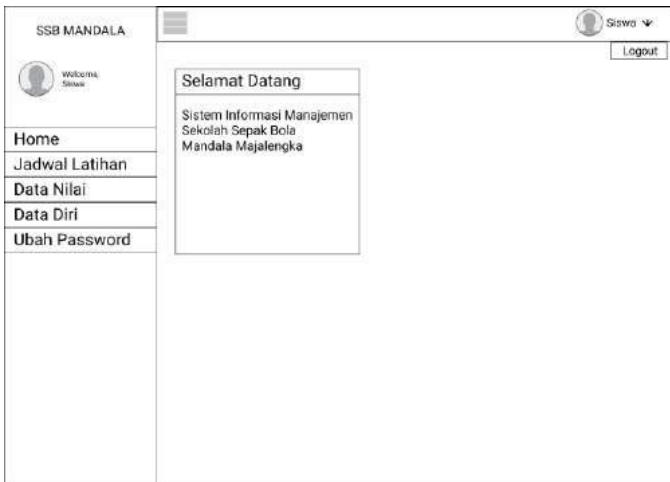 SSB MANDALA
Siswa
Logout
Welcome,
Siswa
Home
Jadwal Latihan
Data Nilai
Data Diri
Ubah Password
Selamat Datang
Sistem Informasi Manajemen
Sekolah Sepak Bola
Mandala Majalengka